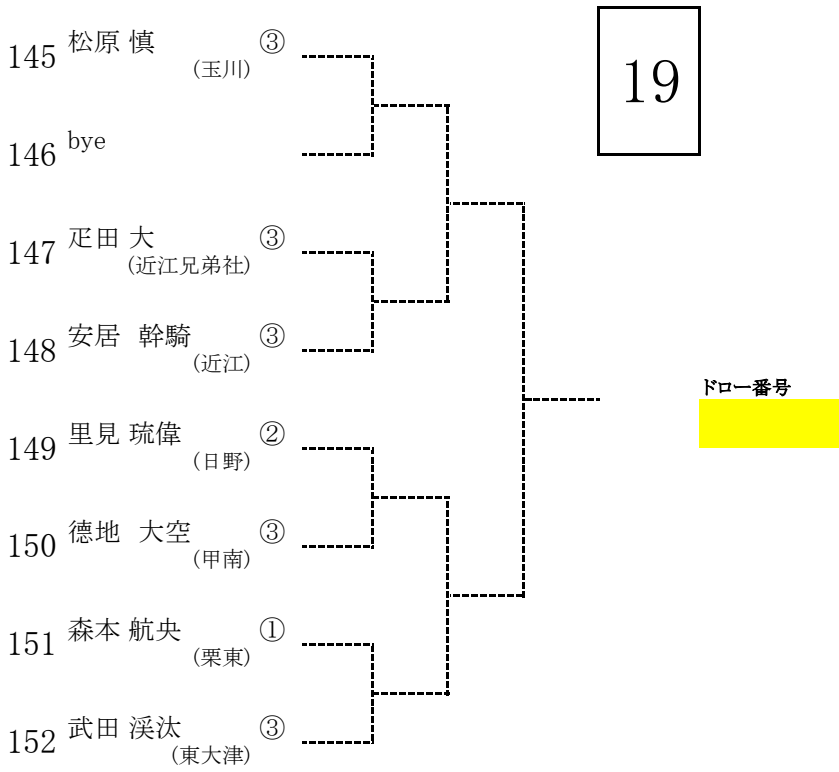 145 松原 慎 ③
(玉川)
19
146 bye
147 疋田 大 ③
(近江兄弟社)
148 安居 幹騎 ③
(近江)
ドロー番号
149 里見 琉偉 ②
(日野)
150 德地 大空 ③
(甲南)
151 森本 航央 ①
(栗東)
152 武田 渓汰 ③
(東大津)